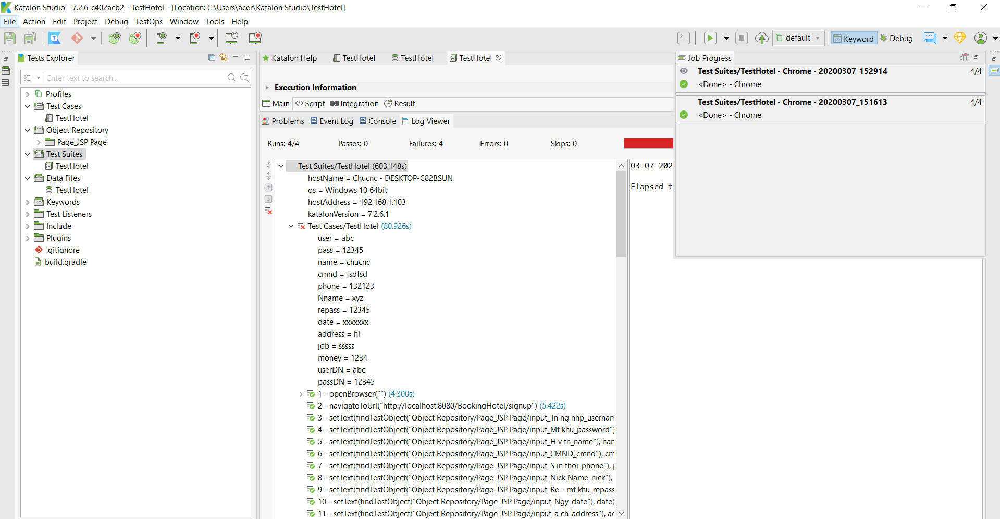 Katalon Studio - 7.2.6-c402acb2 - TestHotel - [Location: C:\Users\acer\Katalon Studio\TestHotel]
File Action Edit Project Debug TestOps Window Tools Help
default Keyword Debug
Tests Explorer
Enter text to search...
Profiles
Test Cases
TestHotel
Object Repository
Page_JSP Page
Test Suites
TestHotel
Data Files
TestHotel
Keywords
Test Listeners
Include
Plugins
.gitignore
build.gradle
Katalon Help TestHotel TestHotel TestHotel
Execution Information
Main Script Integration Result
Problems Event Log Console Log Viewer
Runs: 4/4 Passes: 0 Failures: 4 Errors: 0 Skips: 0
Test Suites/TestHotel (603.148s)
hostName = Chucnc - DESKTOP-C82BSUN
os = Windows 10 64bit
hostAddress = 192.168.1.103
katalonVersion = 7.2.6.1
Test Cases/TestHotel (80.926s)
user = abc
pass = 12345
name = chucnc
cmnd = fsdfsd
phone = 132123
Nname = xyz
repass = 12345
date = xxxxxxx
address = hl
job = sssss
money = 1234
userDN = abc
passDN = 12345
1 - openBrowser("") (4.300s)
2 - navigateToUrl("http://localhost:8080/BookingHotel/signup") (5.422s)
3 - setText(findTestObject("Object Repository/Page_JSP Page/input_Tn ng nhp_usernam
4 - setText(findTestObject("Object Repository/Page_JSP Page/input_Mt khu_password")
5 - setText(findTestObject("Object Repository/Page_JSP Page/input_H v tn_name"), nam
6 - setText(findTestObject("Object Repository/Page_JSP Page/input_CMND_cmnd"), cm
7 - setText(findTestObject("Object Repository/Page_JSP Page/input_S in thoi_phone"), p
8 - setText(findTestObject("Object Repository/Page_JSP Page/input_Nick Name_nick"),
9 - setText(findTestObject("Object Repository/Page_JSP Page/input_Re - mt khu_repass
10 - setText(findTestObject("Object Repository/Page_JSP Page/input_Ngy_date"), date)
11 - setText(findTestObject("Object Repository/Page_JSP Page/input_a ch_address"), ac
03-07-202
Elapsed t
Job Progress
Test Suites/TestHotel - Chrome - 20200307_152914 4/4
<Done> - Chrome
Test Suites/TestHotel - Chrome - 20200307_151613 4/4
<Done> - Chrome